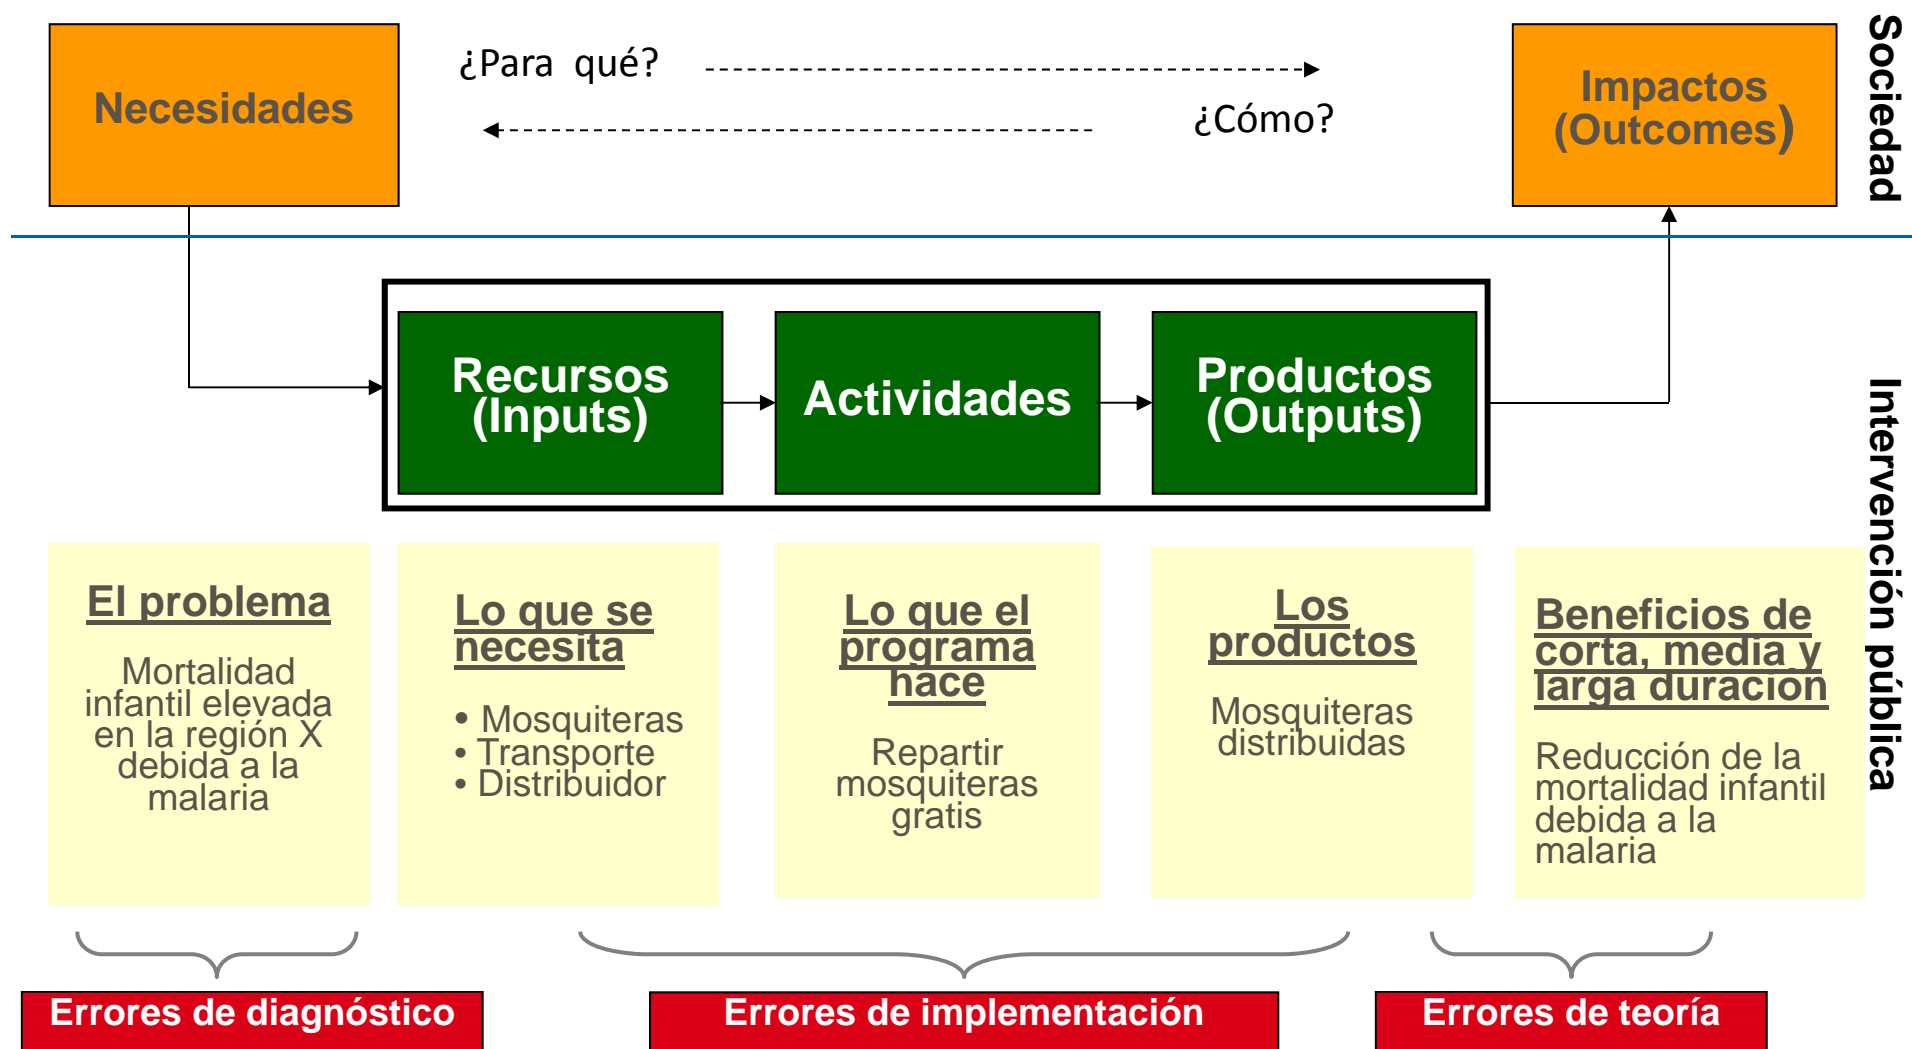 Necesidades
¿Para qué?
¿Cómo?
Impactos
(Outcomes)
Sociedad
Recursos
(Inputs)
Actividades
Productos
(Outputs)
Intervención pública
El problema
Mortalidad
infantil elevada
en la región X
debida a la
malaria
Lo que se
necesita
• Mosquiteras
• Transporte
• Distribuidor
Lo que el
programa
hace
Repartir
mosquiteras
gratis
Los
productos
Mosquiteras
distribuidas
Beneficios de
corta, media y
larga duración
Reducción de la
mortalidad infantil
debida a la
malaria
Errores de diagnóstico
Errores de implementación
Errores de teoría